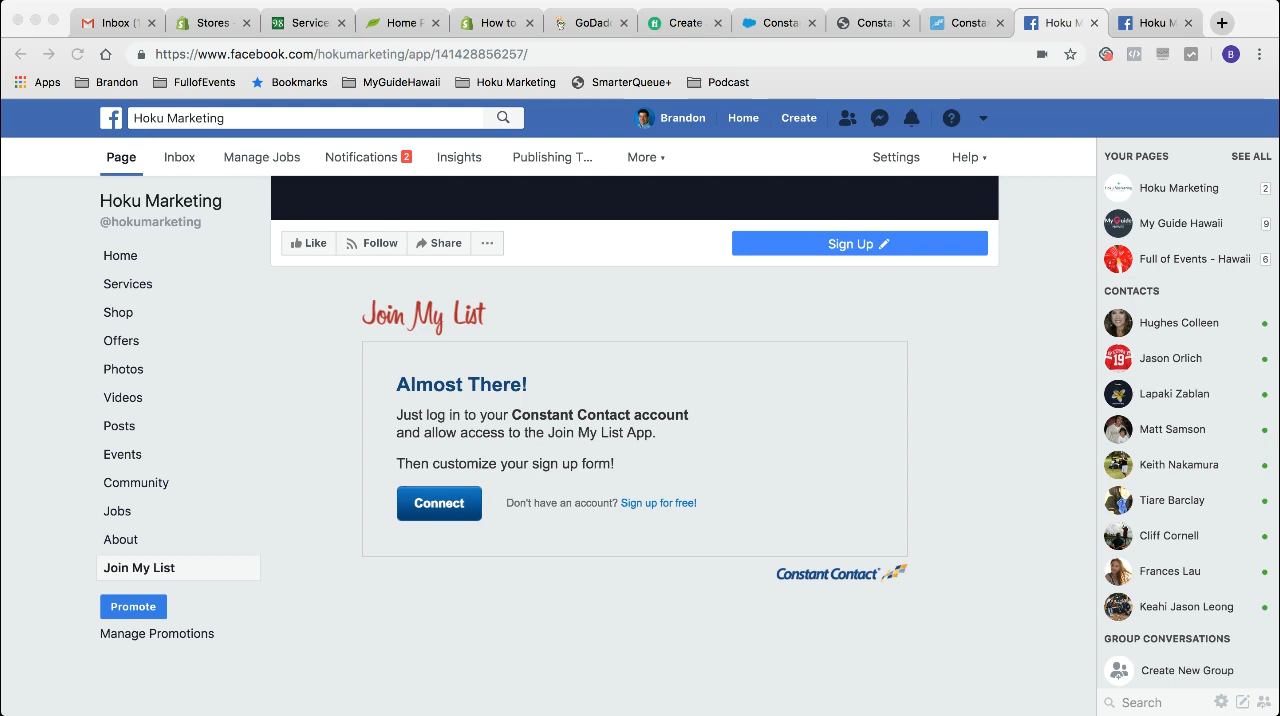 Inbox (1
Stores
Service
Home P
How to
GoDadd
Create
Consta
Consta
Consta
Hoku M
Hoku M
https://www.facebook.com/hokumarketing/app/141428856257/
B
Apps
Brandon
FullofEvents
Bookmarks
MyGuideHawaii
Hoku Marketing
SmarterQueue+
Podcast
Hoku Marketing
Brandon
Home
Create
Page
Inbox
Manage Jobs
Notifications 2
Insights
Publishing T...
More
Settings
Help
Hoku Marketing
@hokumarketing
Home
Services
Shop
Offers
Photos
Videos
Posts
Events
Community
Jobs
About
Join My List
Promote
Manage Promotions
Like
Follow
Share
Sign Up
Join My List
Almost There!
Just log in to your Constant Contact account
and allow access to the Join My List App.
Then customize your sign up form!
Connect
Don't have an account? Sign up for free!
Constant Contact
YOUR PAGES
SEE ALL
Hoku Marketing 2
My Guide Hawaii 9
Full of Events - Hawaii 6
CONTACTS
Hughes Colleen
Jason Orlich
Lapaki Zablan
Matt Samson
Keith Nakamura
Tiare Barclay
Cliff Cornell
Frances Lau
Keahi Jason Leong
GROUP CONVERSATIONS
Create New Group
Search